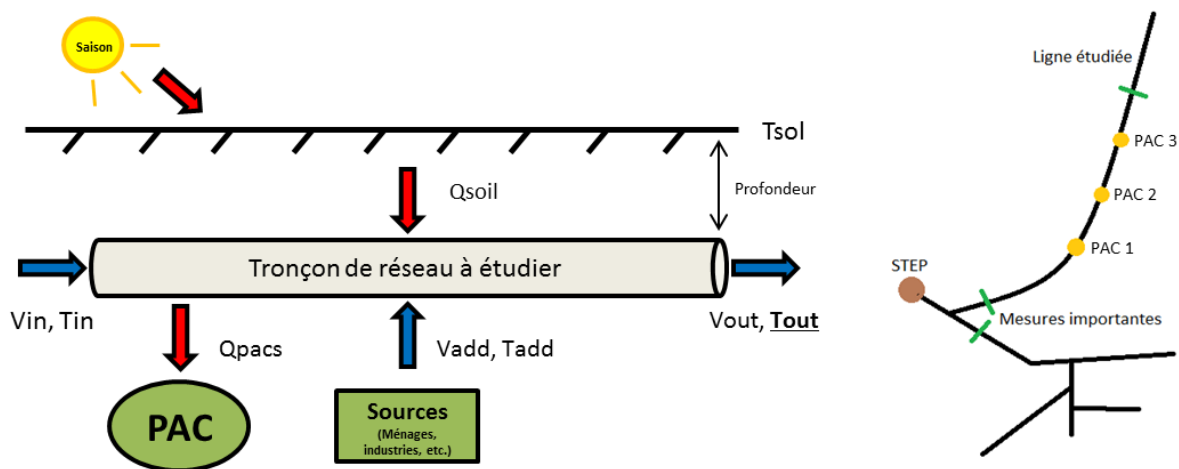 Saison
Tsol
Qsoil
Profondeur
Tronçon de réseau à étudier
Vin, Tin
Vout, Tout
Qpacs
Vadd, Tadd
PAC
Sources
(Ménages,
industries, etc.)
Ligne étudiée
PAC 3
PAC 2
PAC 1
STEP
Mesures importantes